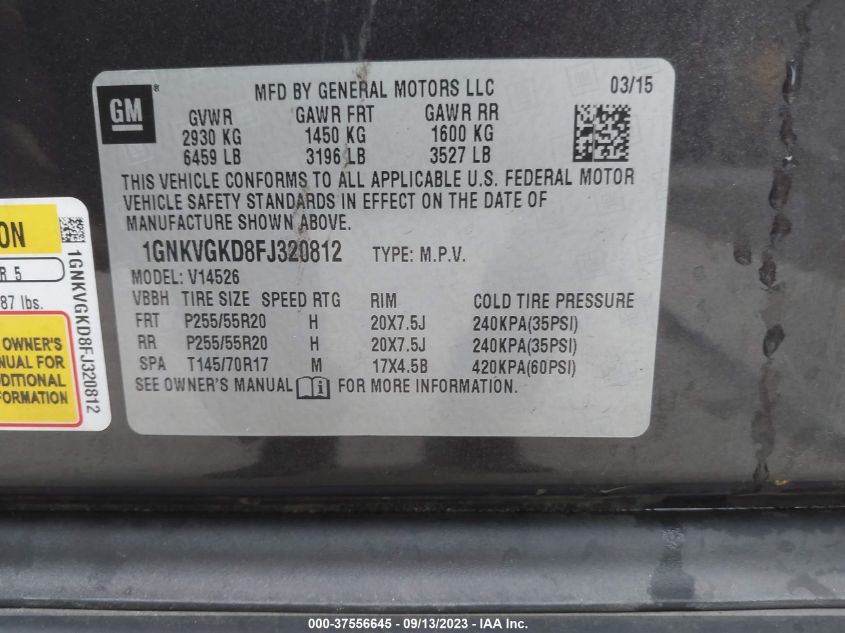 GM
®
MFD BY GENERAL MOTORS LLC 03/15
GVWR GAWR FRT GAWR RR
2930 KG 1450 KG 1600 KG
6459 LB 3196 LB 3527 LB
THIS VEHICLE CONFORMS TO ALL APPLICABLE U.S. FEDERAL MOTOR
VEHICLE SAFETY STANDARDS IN EFFECT ON THE DATE OF
MANUFACTURE SHOWN ABOVE.
1GNKVGKD8FJ320812 TYPE: M.P.V.
MODEL: V14526
VBBH TIRE SIZE SPEED RTG RIM COLD TIRE PRESSURE
FRT P255/55R20 H 20X7.5J 240KPA(35PSI)
RR P255/55R20 H 20X7.5J 240KPA(35PSI)
SPA T145/70R17 M 17X4.5B 420KPA(60PSI)
SEE OWNER'S MANUAL FOR MORE INFORMATION.
ON
R 5
87 lbs.
OWNER'S
NUAL FOR
DDITIONAL
FORMATION
1GNKVGKD8FJ320812
000-37556645 - 09/13/2023 - IAA Inc.